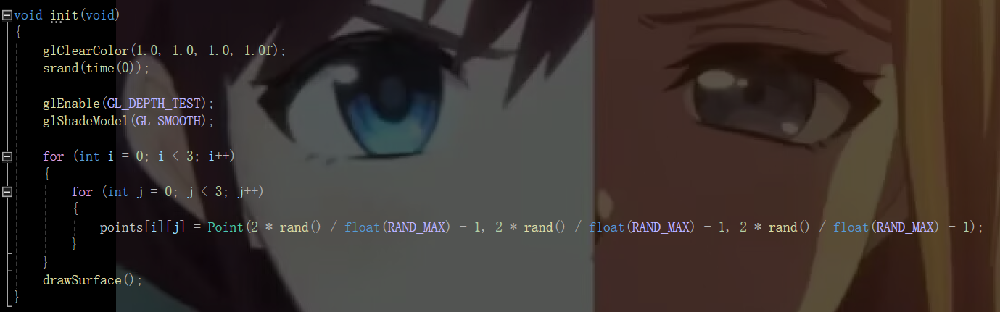 void init(void)
{
glClearColor(1.0, 1.0, 1.0, 1.0f);
srand(time(0));
glEnable(GL_DEPTH_TEST);
glShadeModel(GL_SMOOTH);
for (int i = 0; i < 3; i++)
{
for (int j = 0; j < 3; j++)
{
points[i][j] = Point(2 * rand() / float(RAND_MAX) - 1, 2 * rand() / float(RAND_MAX) - 1, 2 * rand() / float(RAND_MAX) - 1);
}
}
drawSurface();
}